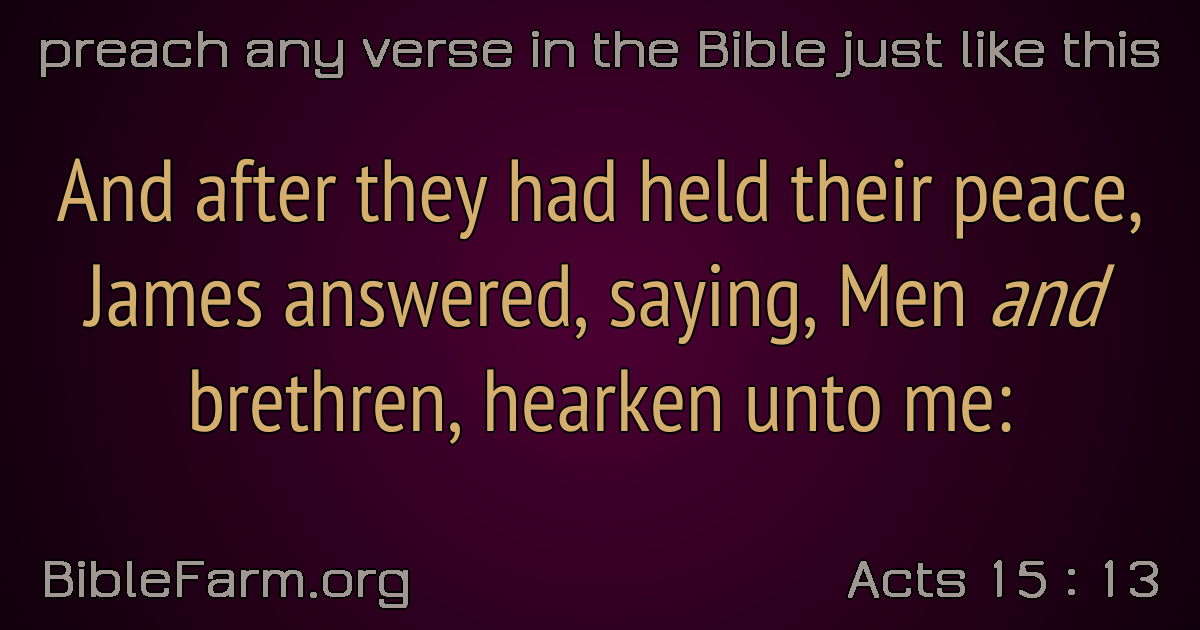 preach any verse in the Bible just like this
And after they had held their peace,
James answered, saying, Men and
brethren, hearken unto me:
BibleFarm.org
Acts 15 : 13